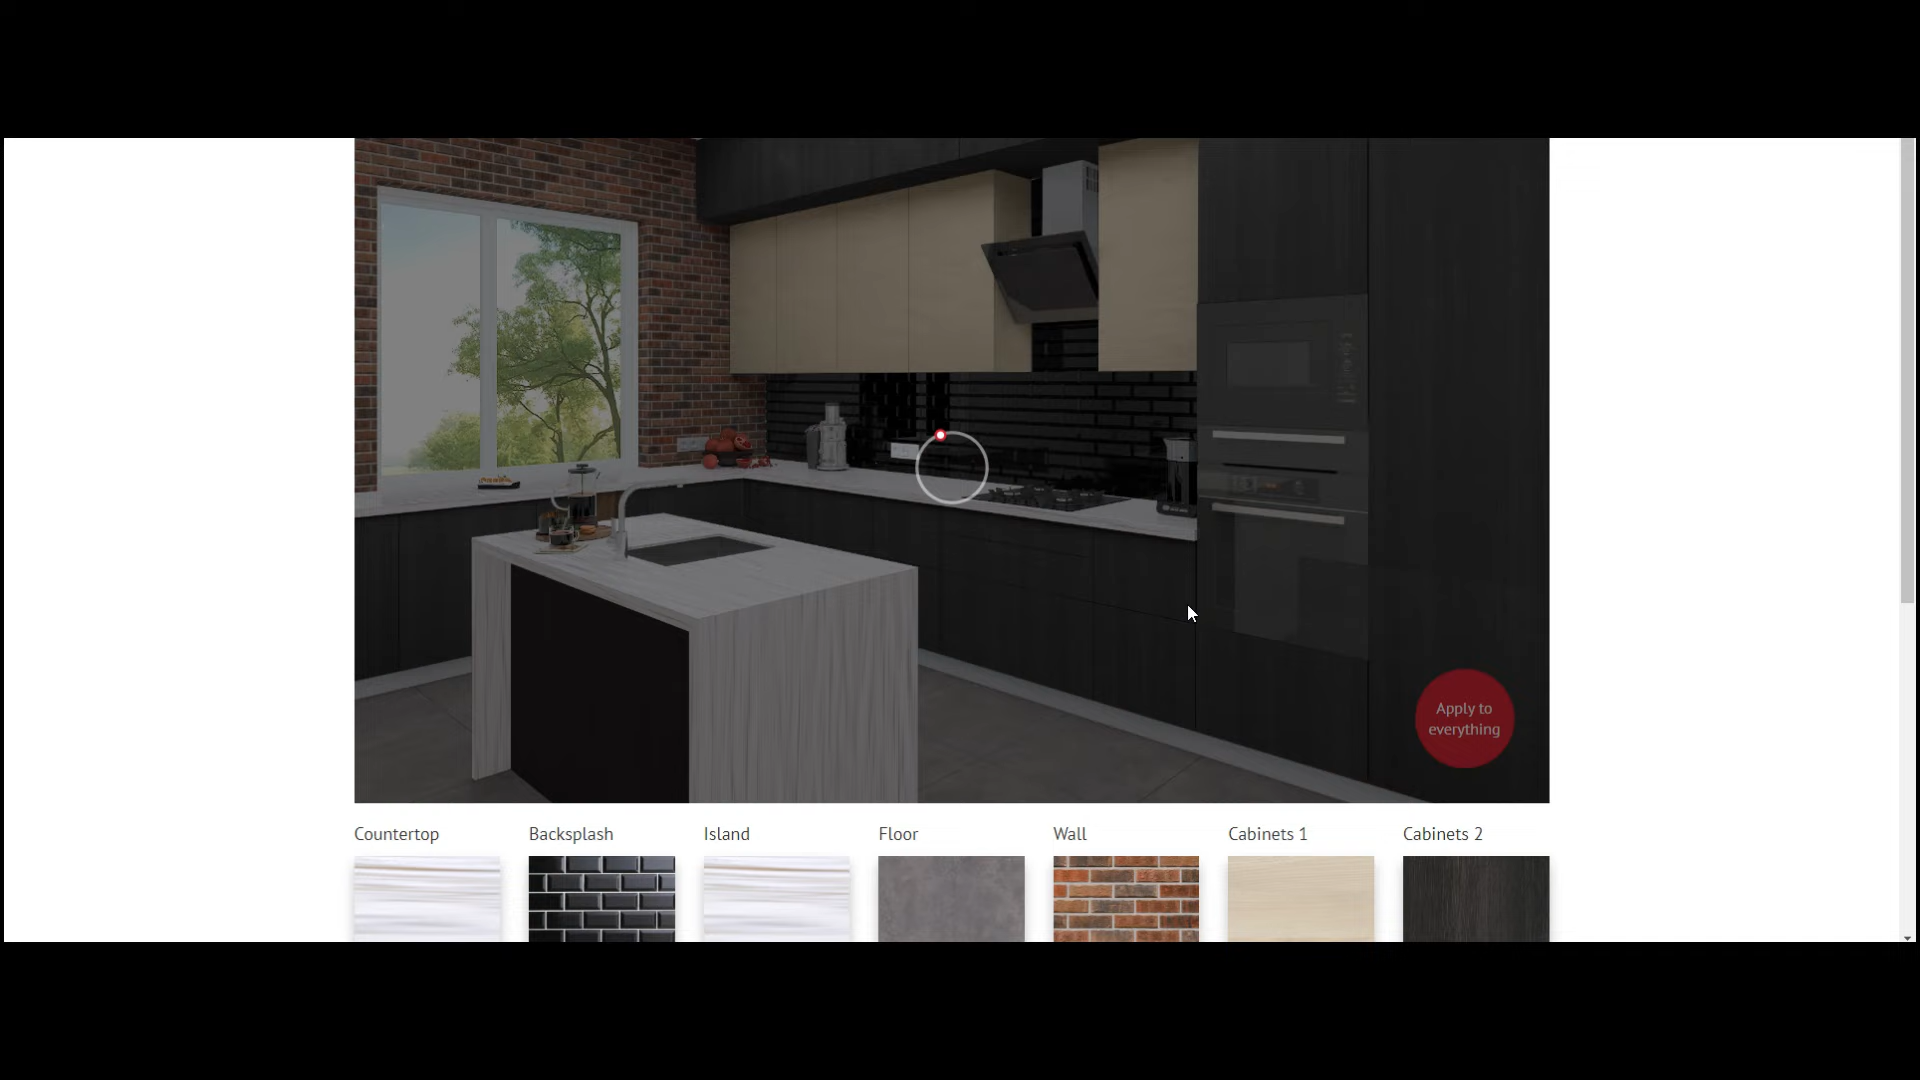 Apply to
everything
Countertop
Backsplash
Island
Floor
Wall
Cabinets 1
Cabinets 2